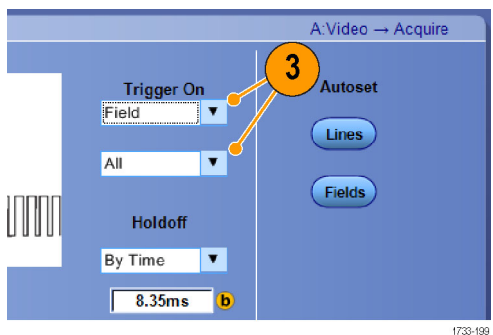 A:Video → Acquire
3
Trigger On
Autoset
Field
Lines
All
Fields
Holdoff
By Time
8.35ms
b
1733-199